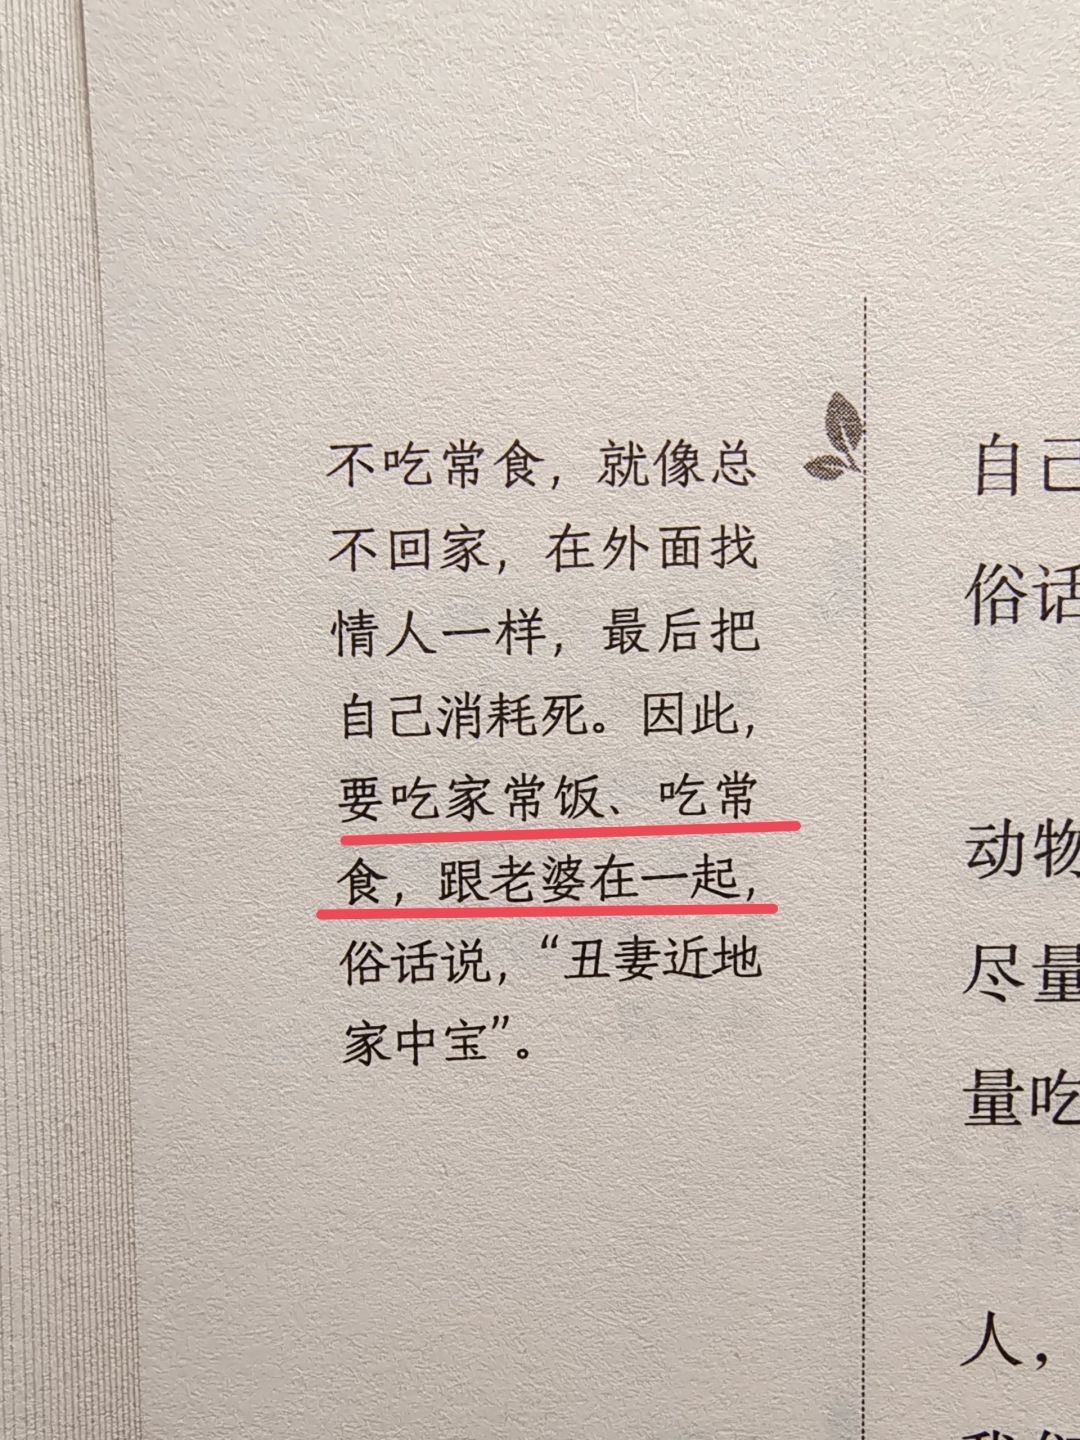 不吃常食，就像总
不回家，在外面找
情人一样，最后把
自己消耗死。因此，
要吃家常饭、吃常
食，跟老婆在一起，
俗话说，“丑妻近地
家中宝”。
自己
俗话
动物
尽量
量吃
人，